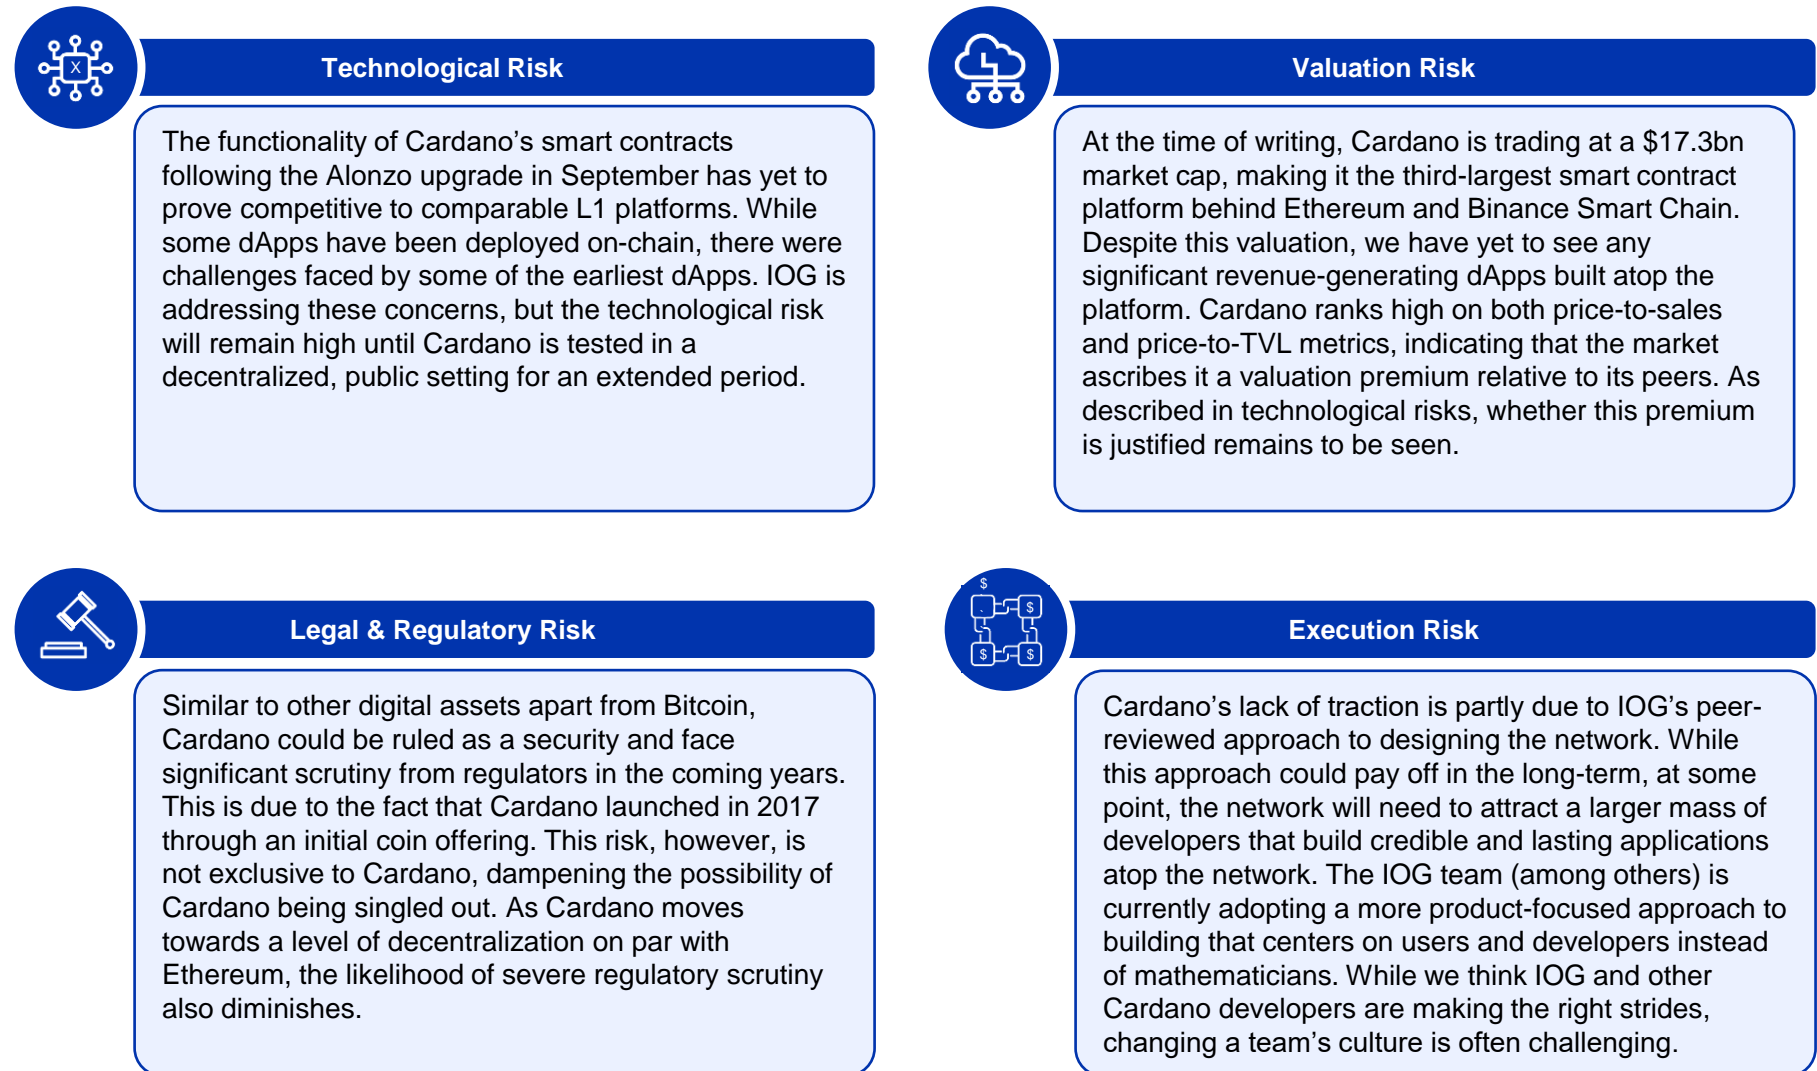 X
Technological Risk
The functionality of Cardano’s smart contracts
following the Alonzo upgrade in September has yet to
prove competitive to comparable L1 platforms. While
some dApps have been deployed on-chain, there were
challenges faced by some of the earliest dApps. IOG is
addressing these concerns, but the technological risk
will remain high until Cardano is tested in a
decentralized, public setting for an extended period.
Valuation Risk
At the time of writing, Cardano is trading at a $17.3bn
market cap, making it the third-largest smart contract
platform behind Ethereum and Binance Smart Chain.
Despite this valuation, we have yet to see any
significant revenue-generating dApps built atop the
platform. Cardano ranks high on both price-to-sales
and price-to-TVL metrics, indicating that the market
ascribes it a valuation premium relative to its peers. As
described in technological risks, whether this premium
is justified remains to be seen.
Legal & Regulatory Risk
Similar to other digital assets apart from Bitcoin,
Cardano could be ruled as a security and face
significant scrutiny from regulators in the coming years.
This is due to the fact that Cardano launched in 2017
through an initial coin offering. This risk, however, is
not exclusive to Cardano, dampening the possibility of
Cardano being singled out. As Cardano moves
towards a level of decentralization on par with
Ethereum, the likelihood of severe regulatory scrutiny
also diminishes.
$
$
$ $
Execution Risk
Cardano’s lack of traction is partly due to IOG’s peer-
reviewed approach to designing the network. While
this approach could pay off in the long-term, at some
point, the network will need to attract a larger mass of
developers that build credible and lasting applications
atop the network. The IOG team (among others) is
currently adopting a more product-focused approach to
building that centers on users and developers instead
of mathematicians. While we think IOG and other
Cardano developers are making the right strides,
changing a team’s culture is often challenging.